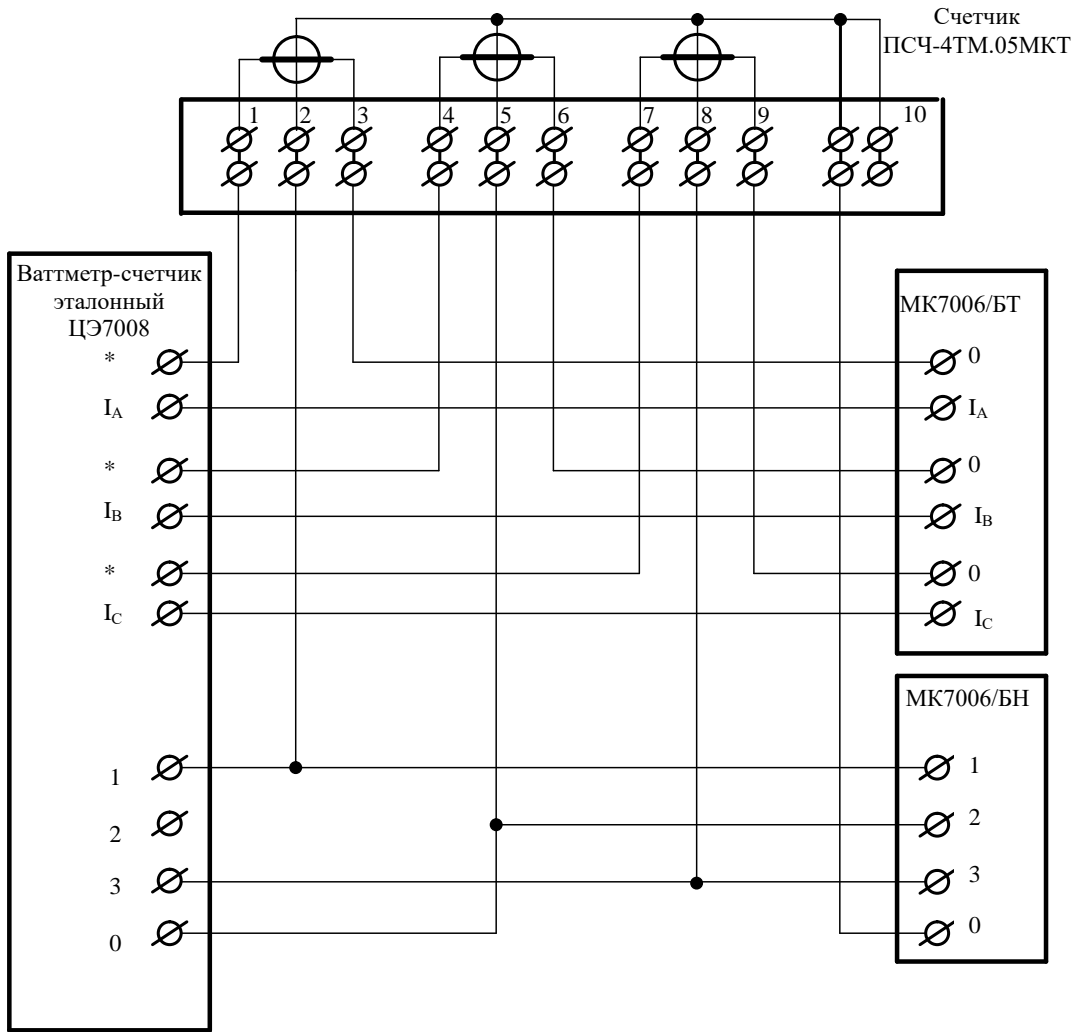 Счетчик
ПСЧ-4ТМ.05МКТ
1 2 3 4 5 6 7 8 9 10
Ваттметр-счетчик
эталонный
ЦЭ7008
*
IA
*
IB
*
IC
1
2
3
0
МК7006/БТ
0
IA
0
IB
0
IC
МК7006/БН
1
2
3
0